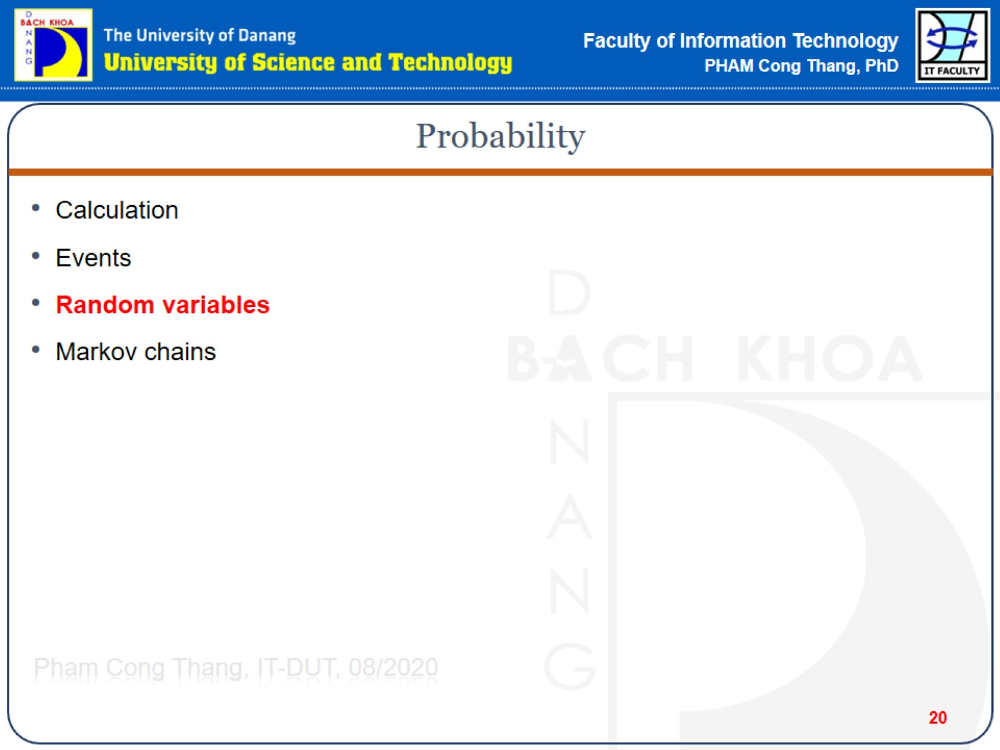 D
BACH KHOA
N
A
N
G
The University of Danang
University of Science and Technology
Faculty of Information Technology
PHAM Cong Thang, PhD
IT FACULTY
Probability
• Calculation
• Events
• Random variables
• Markov chains
D
BACH KHOA
N
A
N
G
Pham Cong Thang, IT-DUT, 08/2020
20